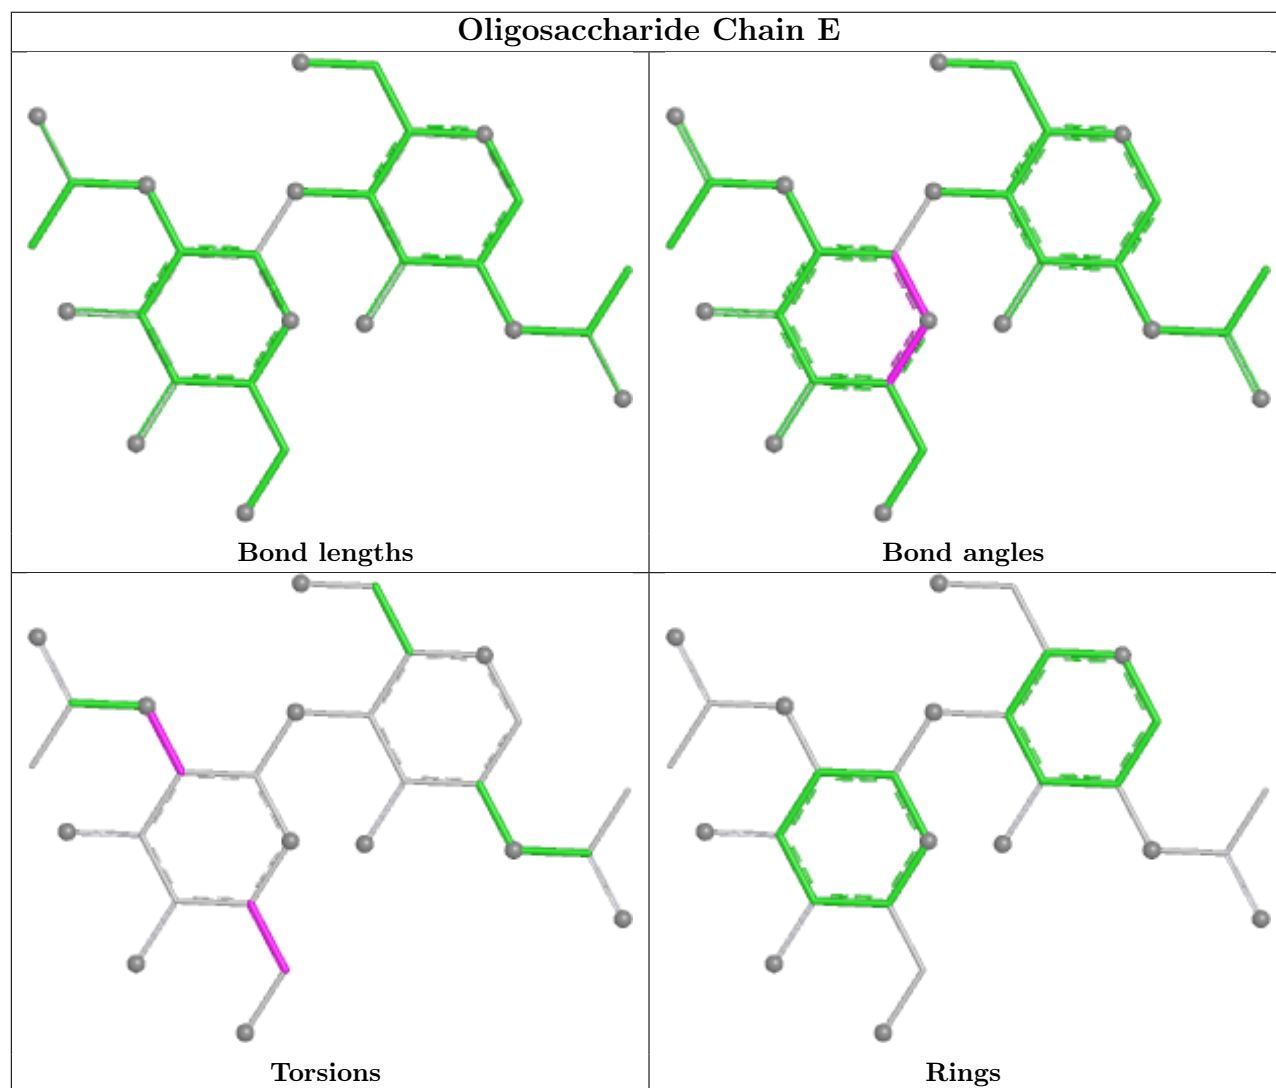 Oligosaccharide Chain E
Bond lengths
Bond angles
Torsions
Rings